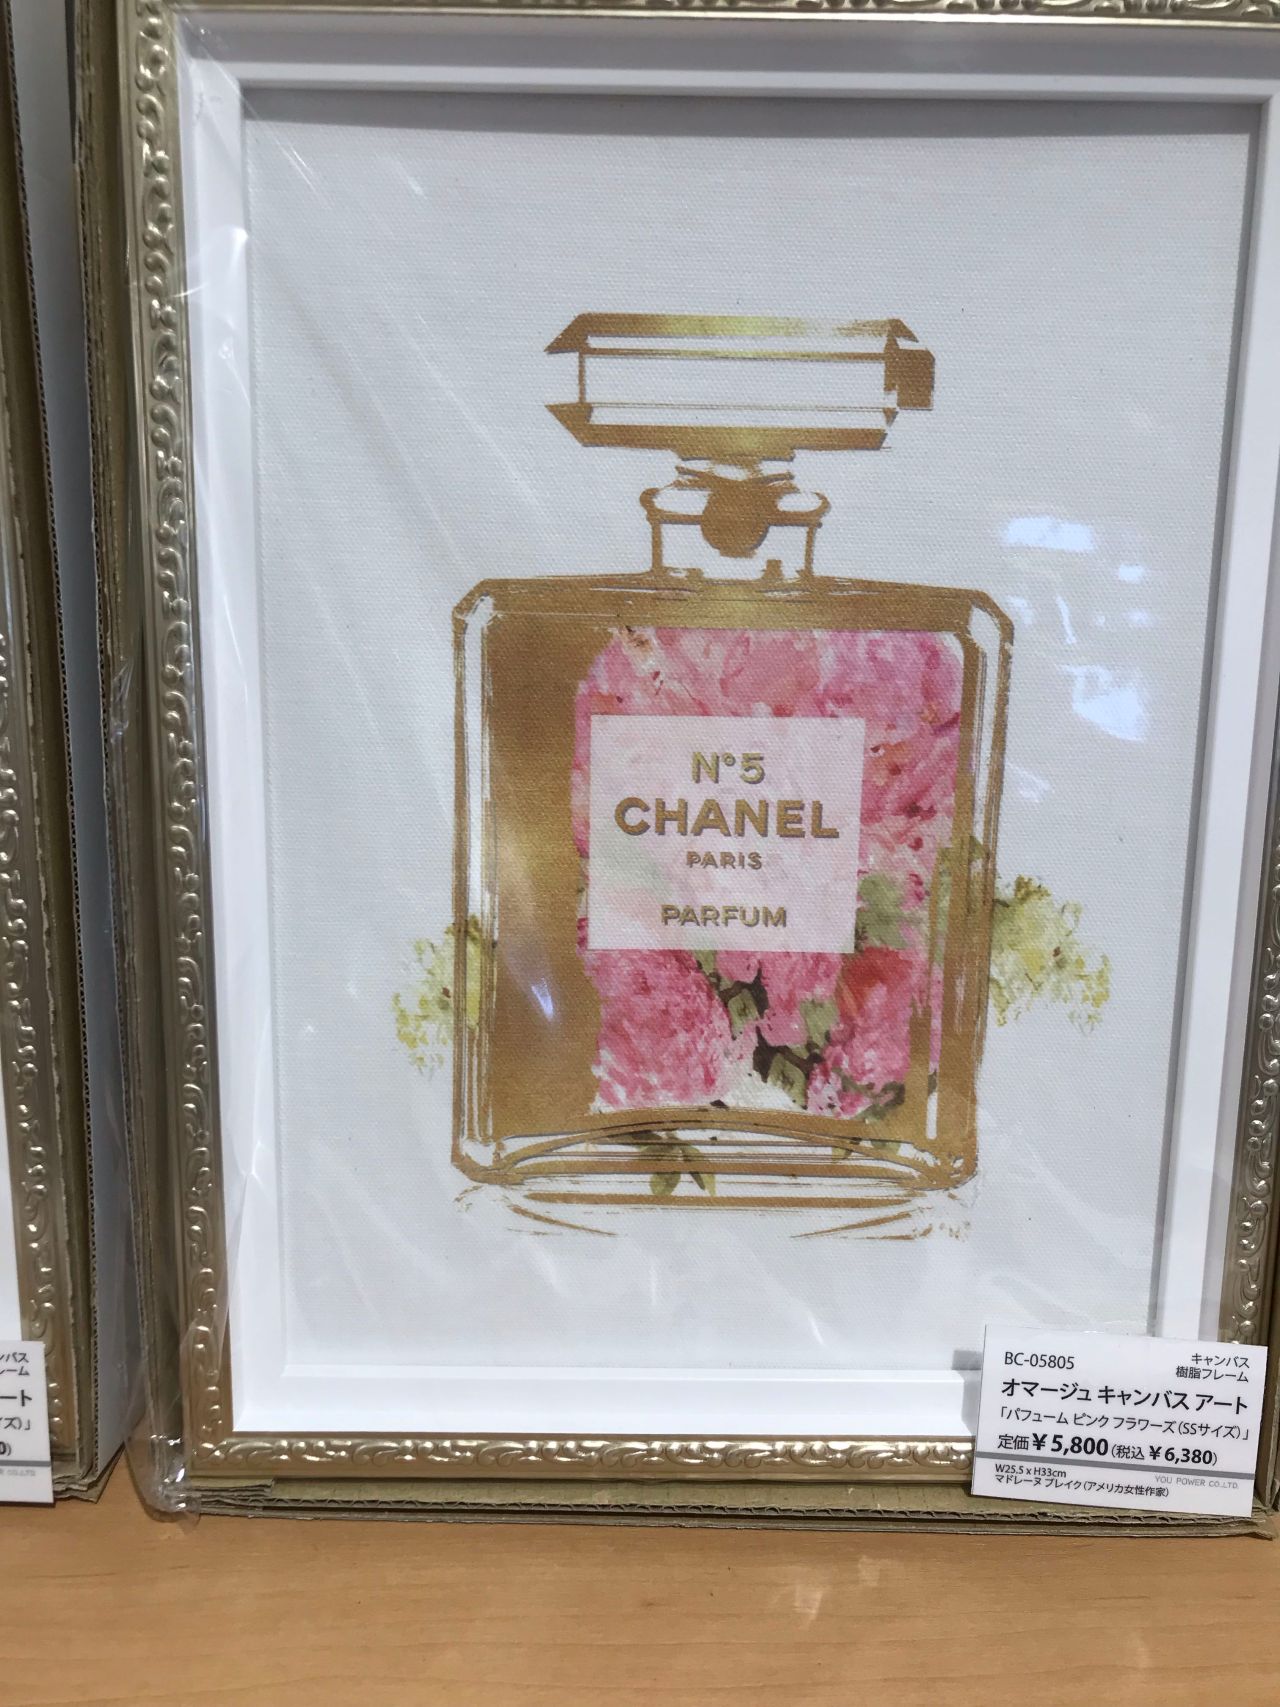 N°5
CHANEL
PARIS
PARFUM
BC-05805
キャンバス
樹脂フレーム
オマージュ キャンバス アート
「パフューム ピンク フラワーズ(SSサイズ)」
定価¥5,800(税込¥6,380)
W25.5 x H33cm
YOU POWER CO.,LTD.
マドレーヌ ブレイク(アメリカ女性作家)